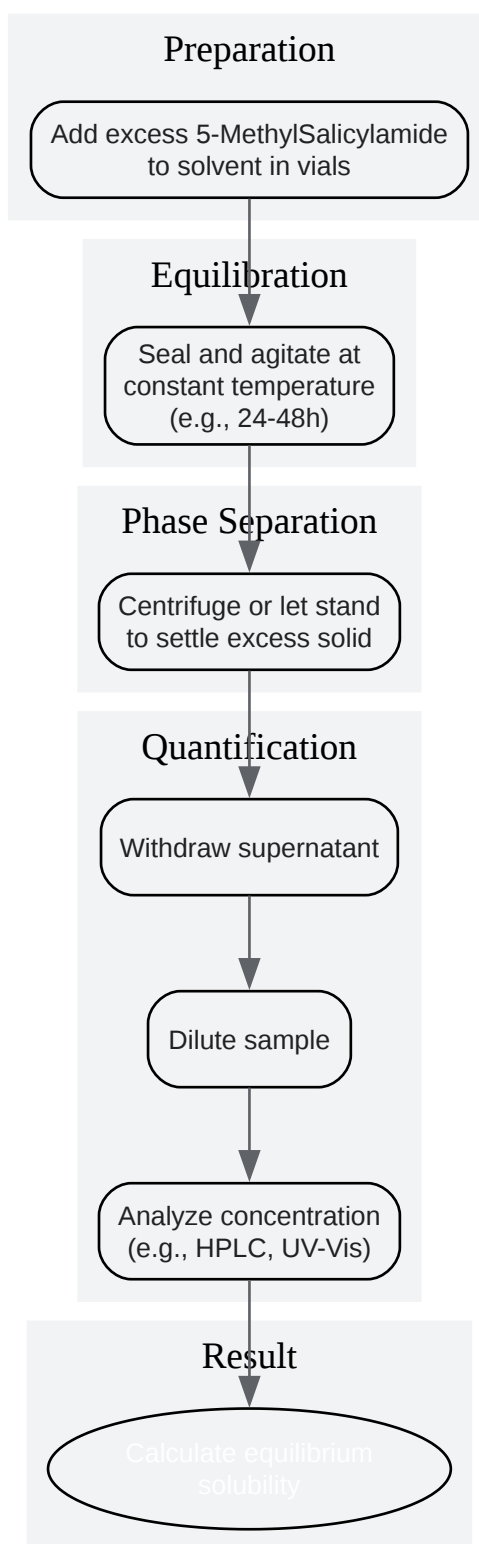 Preparation
Add excess 5-MethylSalicylamide
to solvent in vials
Equilibration
Seal and agitate at
constant temperature
(e.g., 24-48h)
Phase Separation
Centrifuge or let stand
to settle excess solid
Quantification
Withdraw supernatant
Dilute sample
Analyze concentration
(e.g., HPLC, UV-Vis)
Result
Calculate equilibrium
solubility